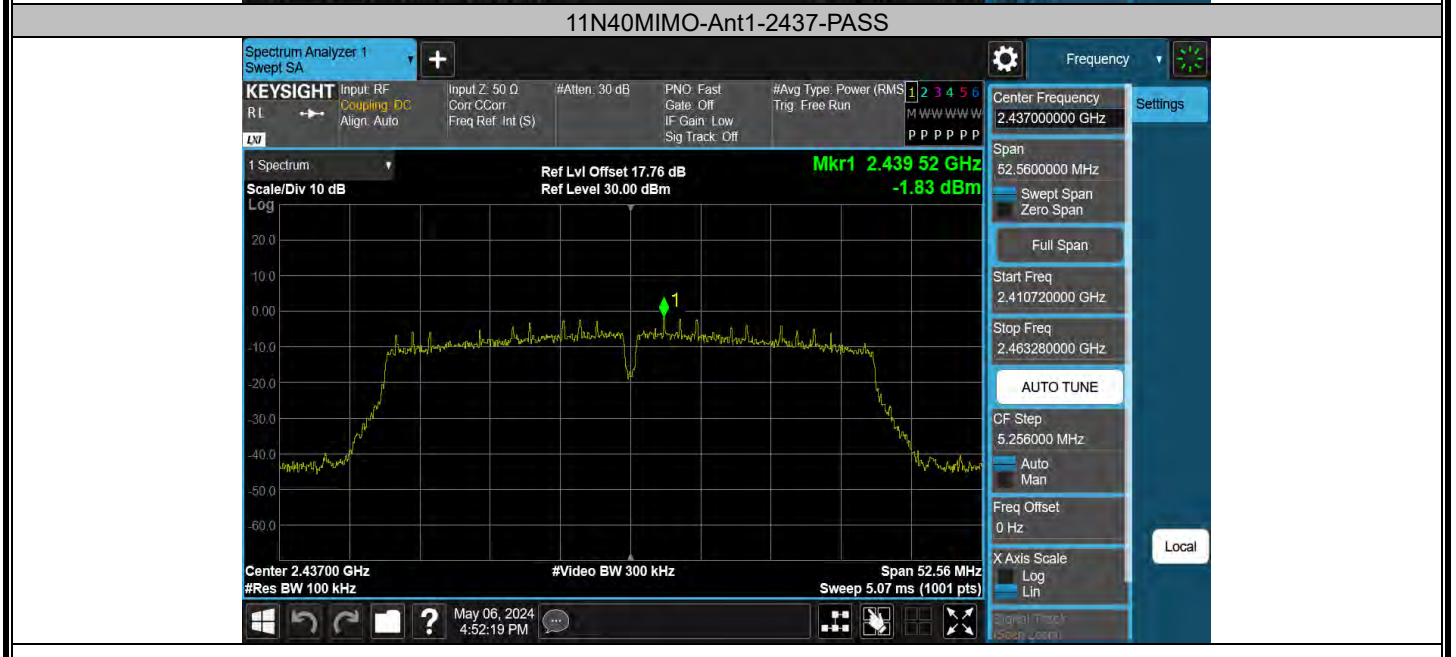 11N40MIMO-Ant1-2437-PASS
Spectrum Analyzer 1
Swept SA
+
Frequency
KEYSIGHT
R L
LXI
Input: RF
Coupling: DC
Align: Auto
Input Z: 50 Ω
Corr CCorr
Freq Ref: Int (S)
#Atten: 30 dB
PNO: Fast
Gate: Off
IF Gain: Low
Sig Track: Off
#Avg Type: Power (RMS
Trig: Free Run
1 2 3 4 5 6
M W W W W W
P P P P P P
1 Spectrum
Scale/Div 10 dB
Log
Ref Lvl Offset 17.76 dB
Ref Level 30.00 dBm
Mkr1 2.439 52 GHz
-1.83 dBm
20.0
10.0
0.00
-10.0
-20.0
-30.0
-40.0
-50.0
-60.0
1
Center 2.43700 GHz
#Res BW 100 kHz
#Video BW 300 kHz
Span 52.56 MHz
Sweep 5.07 ms (1001 pts)
Center Frequency
2.437000000 GHz
Settings
Span
52.5600000 MHz
Swept Span
Zero Span
Full Span
Start Freq
2.410720000 GHz
Stop Freq
2.463280000 GHz
AUTO TUNE
CF Step
5.256000 MHz
Auto
Man
Freq Offset
0 Hz
X Axis Scale
Log
Lin
Local
Signal Track
(Span Zoom)
?
May 06, 2024
4:52:19 PM